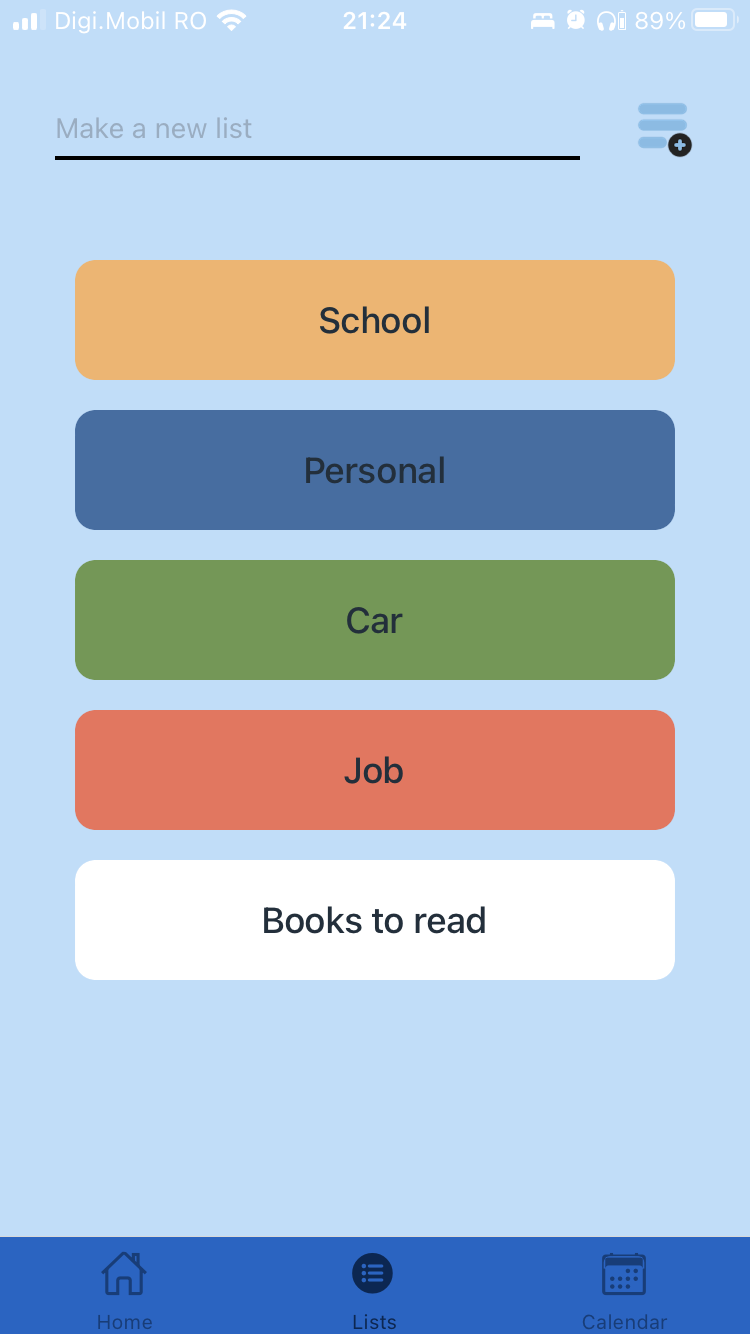 Digi.Mobil RO 21:24 89%
Make a new list
School
Personal
Car
Job
Books to read
Home Lists Calendar